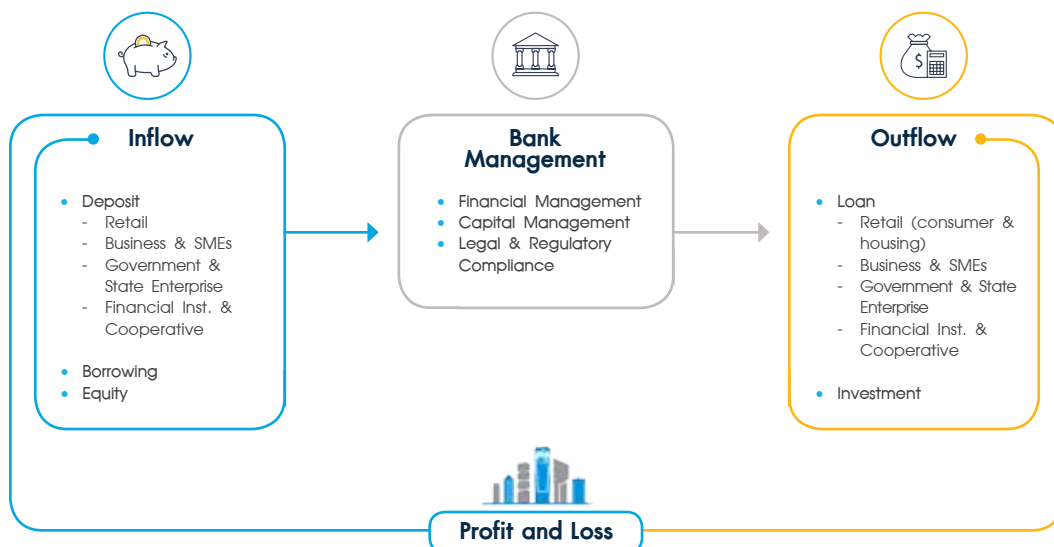 Inflow
Deposit
- Retail
- Business & SMEs
- Government &
State Enterprise
- Financial Inst. &
Cooperative
Borrowing
Equity
Bank
Management
Financial Management
Capital Management
Legal & Regulatory
Compliance
$
Outflow
Loan
- Retail (consumer &
housing)
- Business & SMEs
- Government & State
Enterprise
- Financial Inst. &
Cooperative
Investment
Profit and Loss